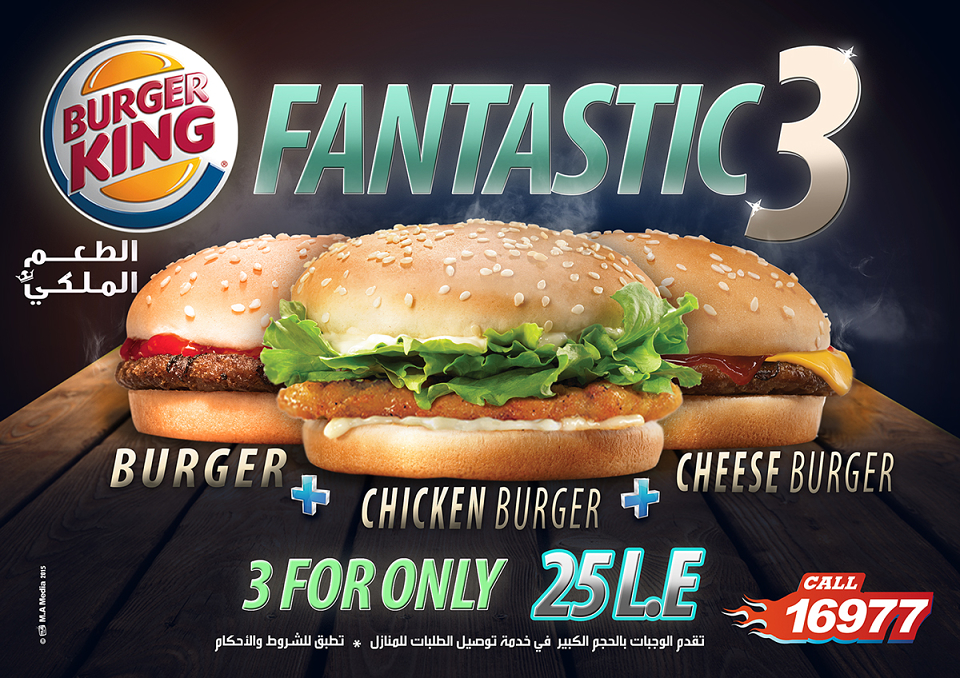 BURGER
KING
®
الطعم
الملكي
FANTASTIC 3
BURGER + CHICKEN BURGER + CHEESE BURGER
3 FOR ONLY 25 L.E
CALL
16977
تقدم الوجبات بالحجم الكبير في خدمة توصيل الطلبات للمنازل * تطبق للشروط والأحكام
© M.A Media 2015